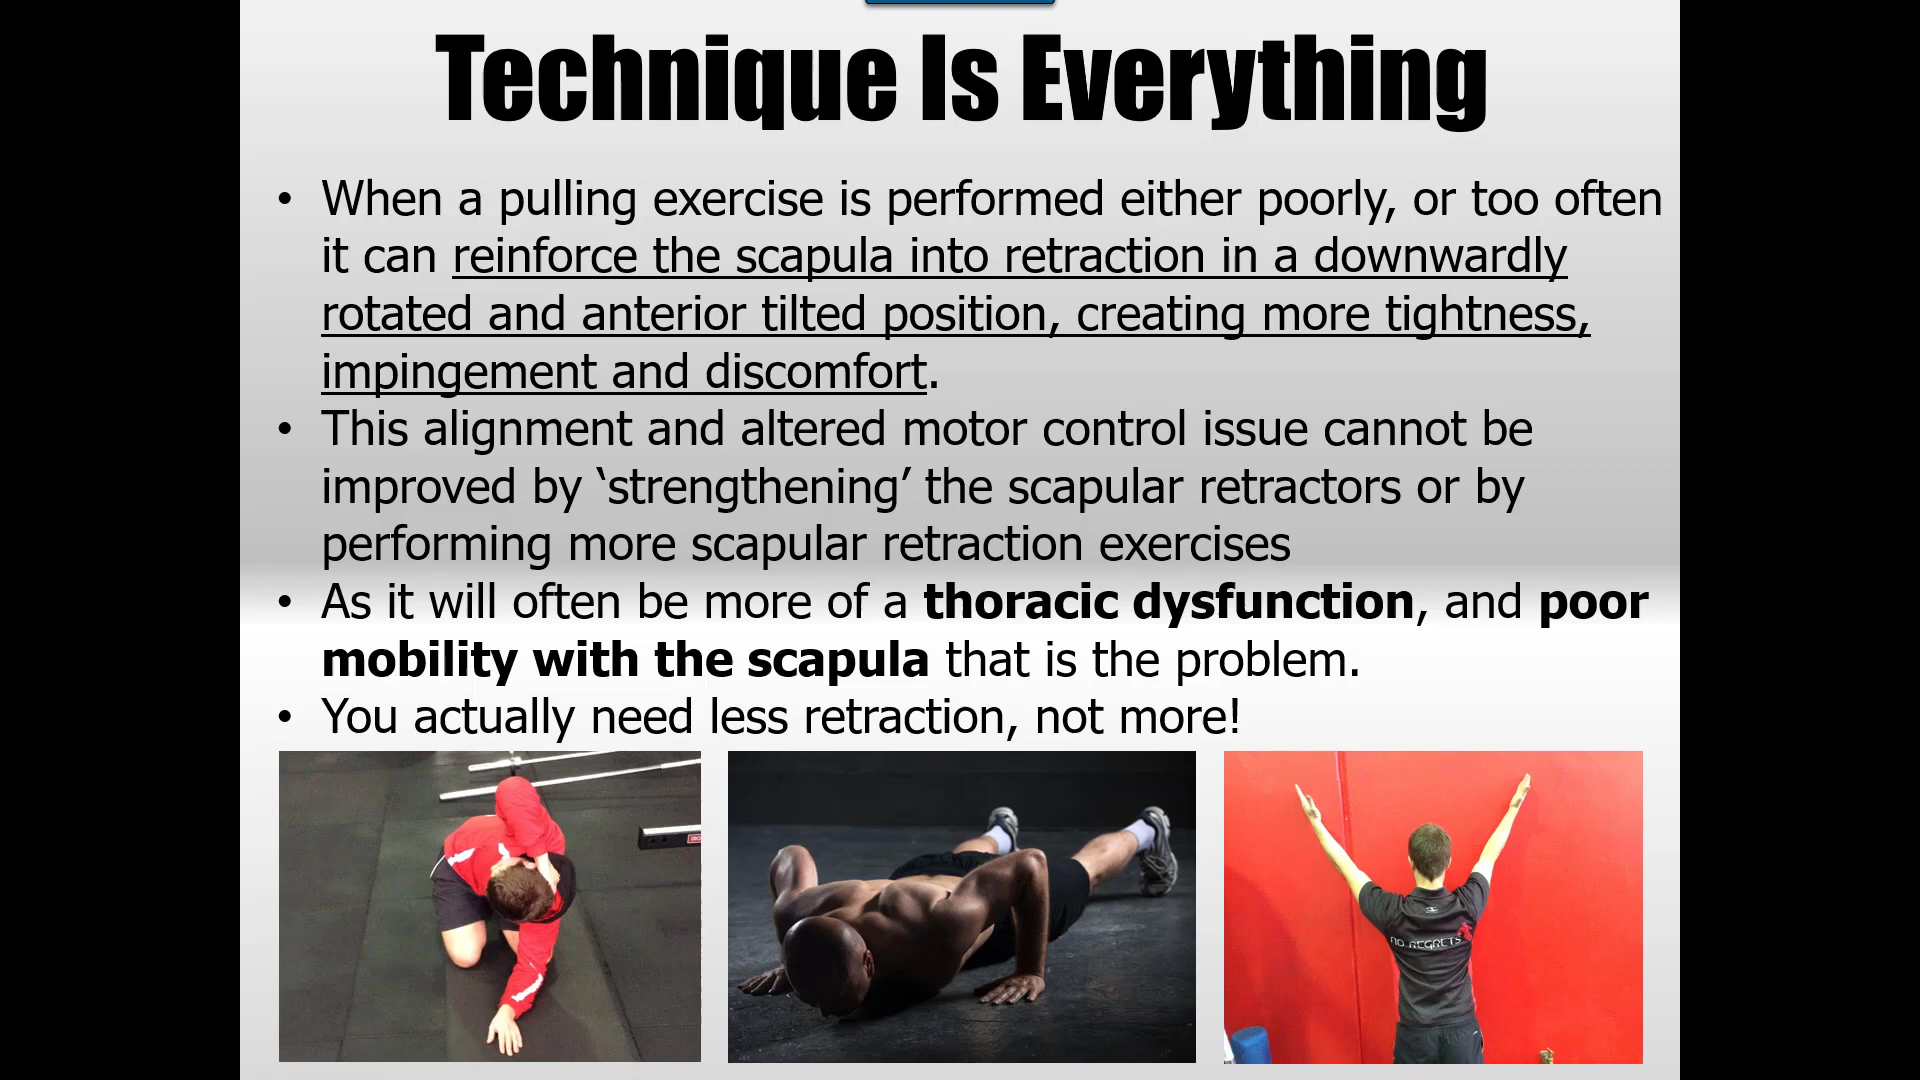 Technique Is Everything
• When a pulling exercise is performed either poorly, or too often
it can reinforce the scapula into retraction in a downwardly
rotated and anterior tilted position, creating more tightness,
impingement and discomfort.
• This alignment and altered motor control issue cannot be
improved by ‘strengthening’ the scapular retractors or by
performing more scapular retraction exercises
• As it will often be more of a thoracic dysfunction, and poor
mobility with the scapula that is the problem.
• You actually need less retraction, not more!
NO REGRETS